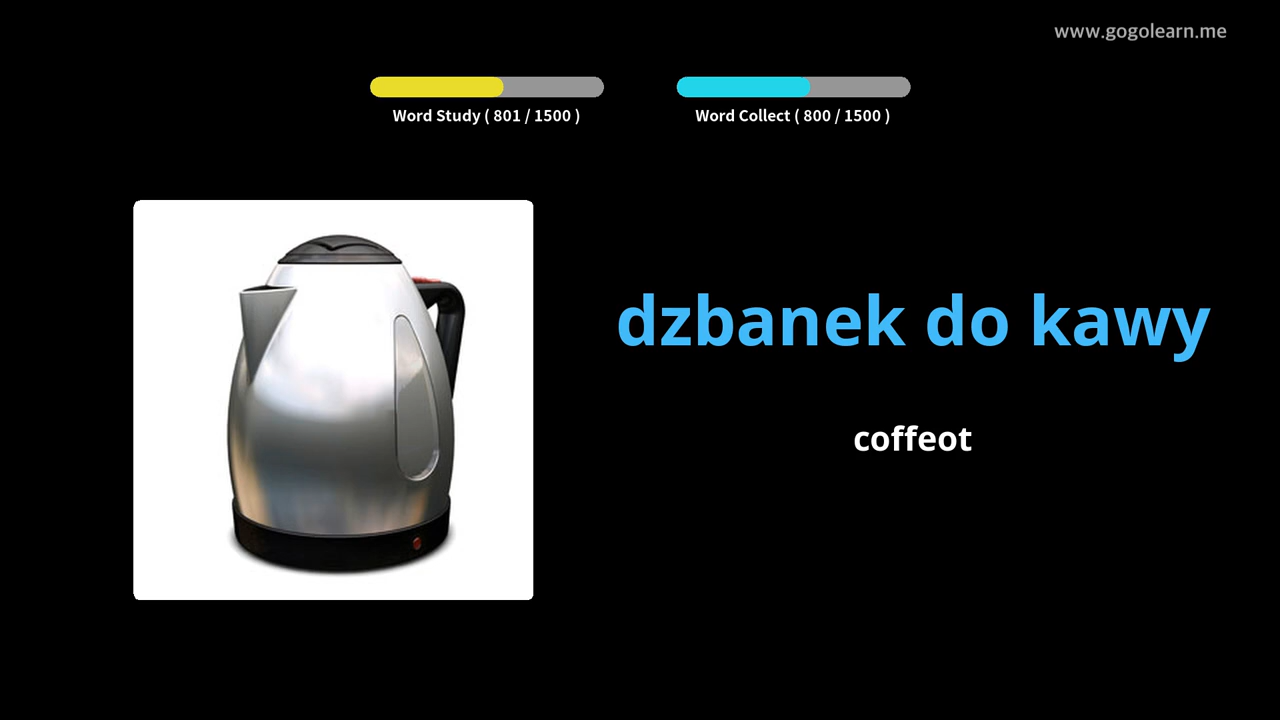 www.gogolearn.me
Word Study ( 801 / 1500 )
Word Collect ( 800 / 1500 )
dzbanek do kawy
coffeot